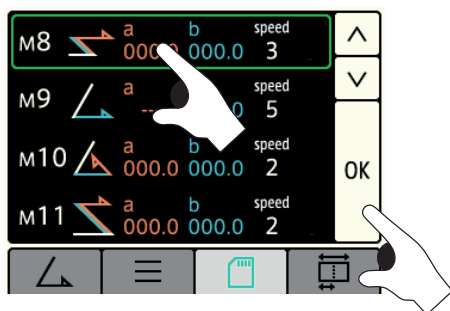 M8 a b speed
000.0 000.0 3
M9 a speed
-- 0 5
M10 a b speed
000.0 000.0 2
M11 a b speed
000.0 000.0 2
OK